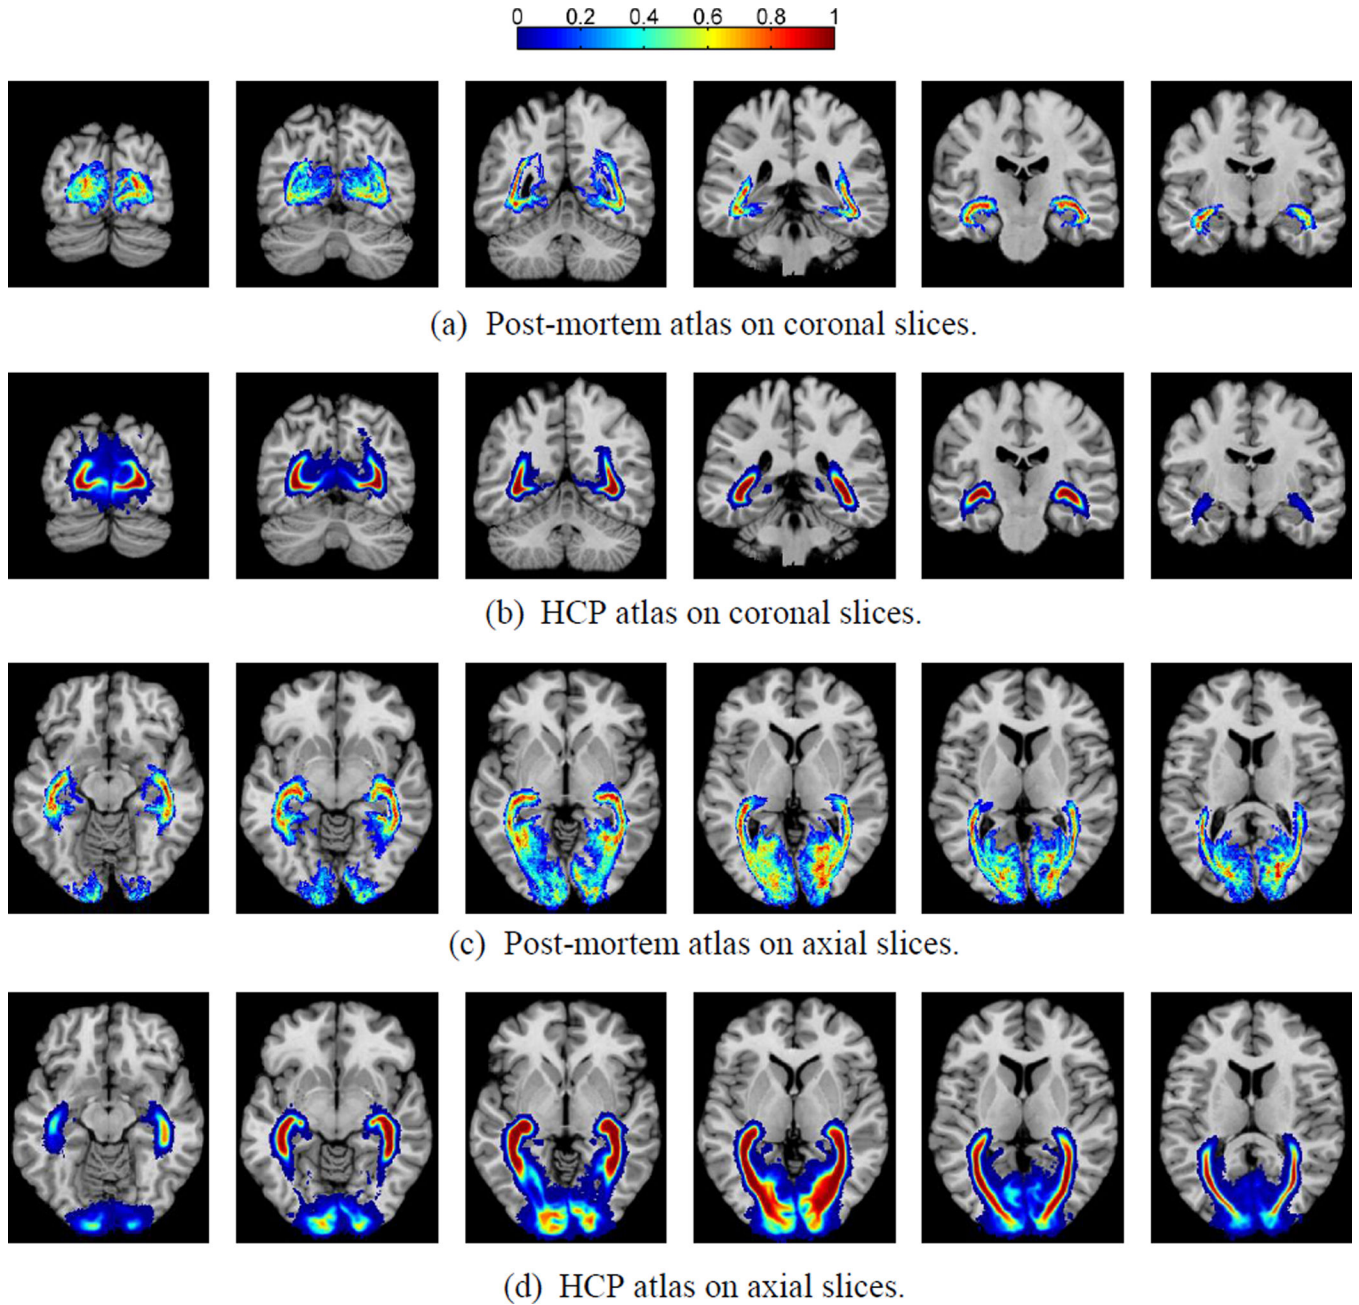 0 0.2 0.4 0.6 0.8 1
(a) Post-mortem atlas on coronal slices.
(b) HCP atlas on coronal slices.
(c) Post-mortem atlas on axial slices.
(d) HCP atlas on axial slices.